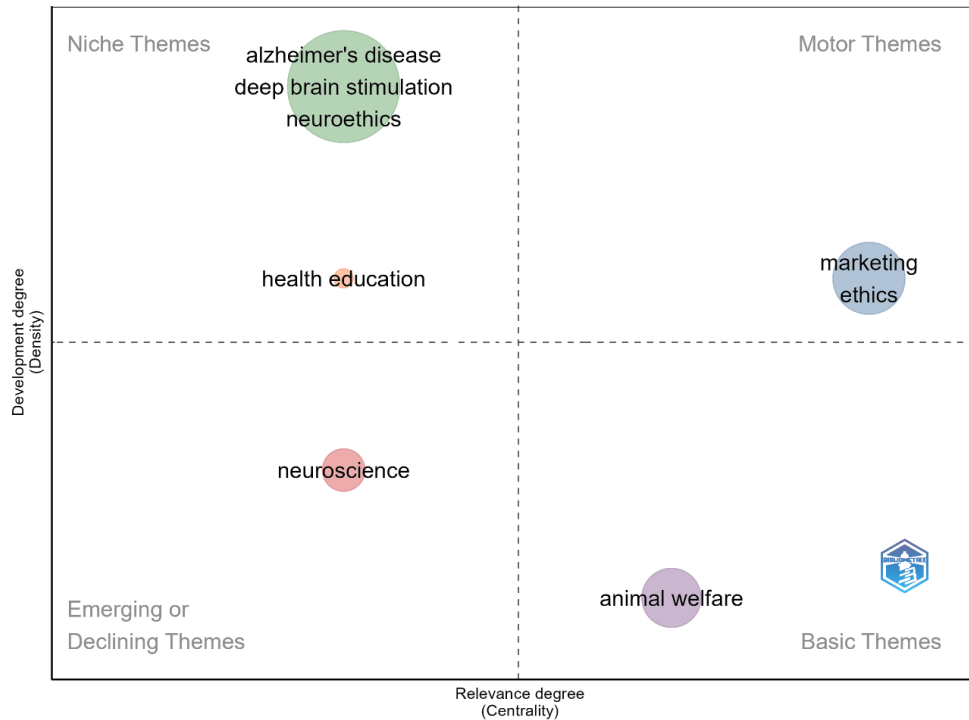 Niche Themes
Motor Themes
alzheimer's disease
deep brain stimulation
neuroethics
health education
marketing
ethics
Development degree
(Density)
neuroscience
BIBLIOMETRIX
animal welfare
Emerging or
Declining Themes
Basic Themes
Relevance degree
(Centrality)